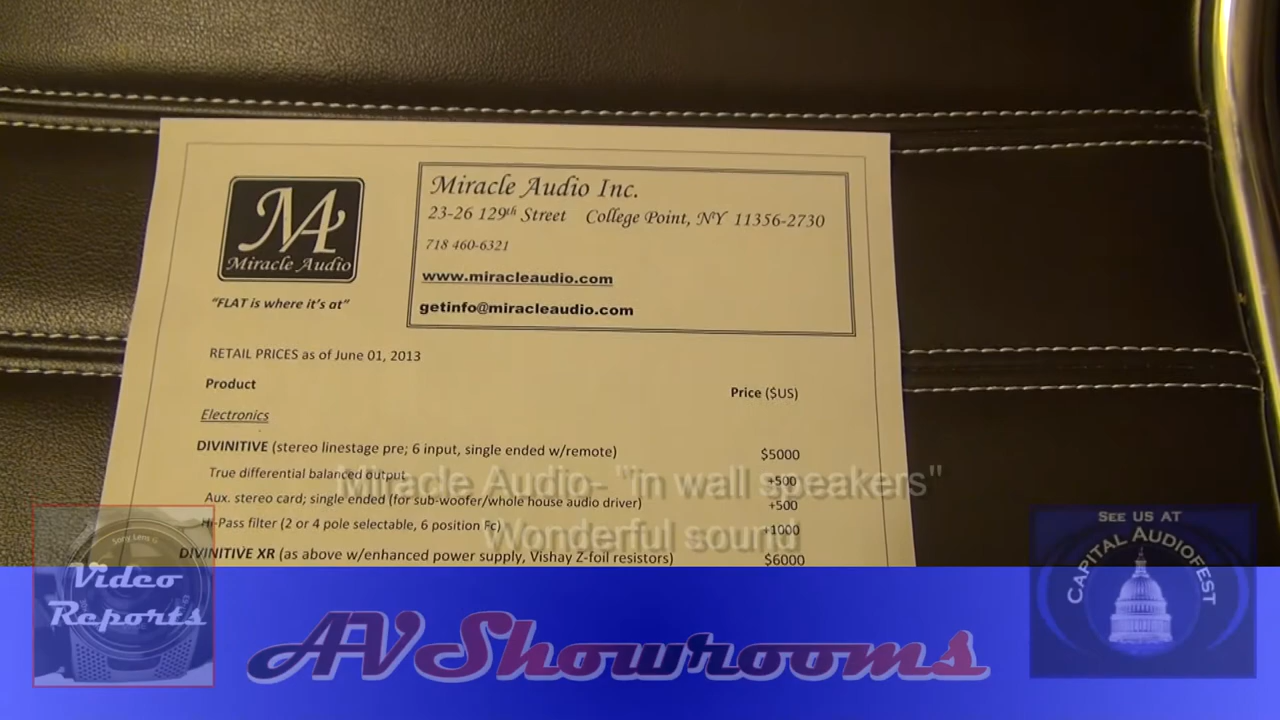 MA
Miracle Audio
"FLAT is where it's at"
Miracle Audio Inc.
23-26 129th Street College Point, NY 11356-2730
718 460-6321
www.miracleaudio.com
getinfo@miracleaudio.com
RETAIL PRICES as of June 01, 2013
Product Price ($US)
Electronics
DIVINITIVE (stereo linestage pre; 6 input, single ended w/remote) $5000
True differential balanced output +500
Aux. stereo card; single ended (for sub-woofer/whole house audio driver) +500
Hi-Pass filter (2 or 4 pole selectable, 6 position Fc) +1000
DIVINITIVE XR (as above w/enhanced power supply, Vishay Z-foil resistors) $6000
Miracle Audio- "in wall speakers"
Wonderful sound
Sony Lens G
Video
Reports
AVShowrooms
SEE US AT
CAPITAL AUDIOFEST